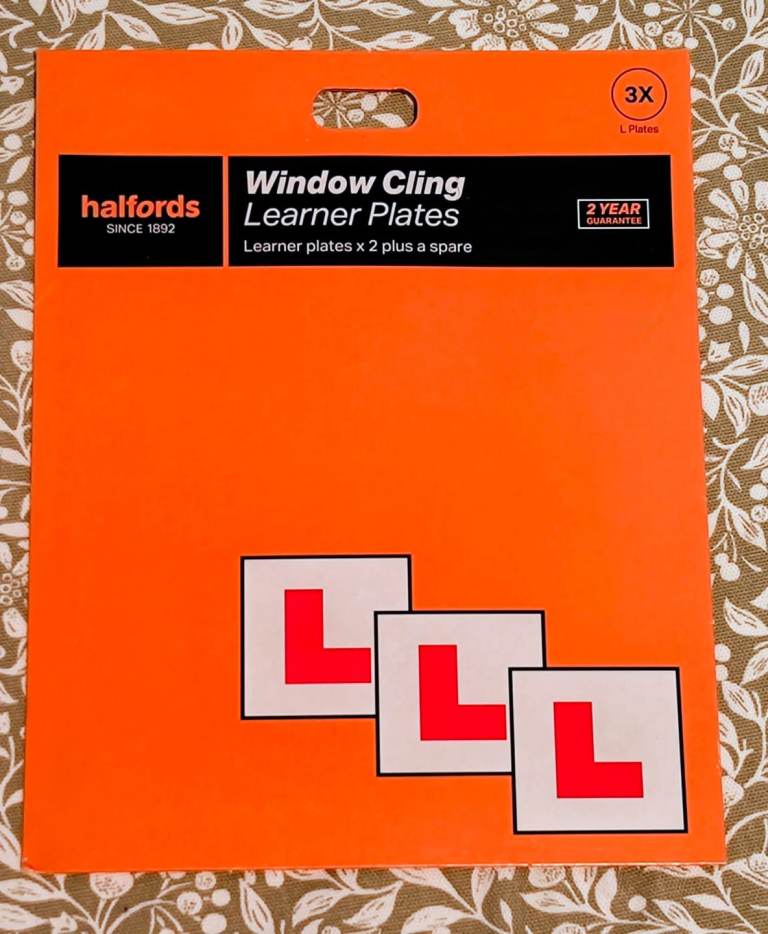 3X
L Plates
halfords
SINCE 1892
Window Cling
Learner Plates
Learner plates x 2 plus a spare
2 YEAR
GUARANTEE
L
L
L